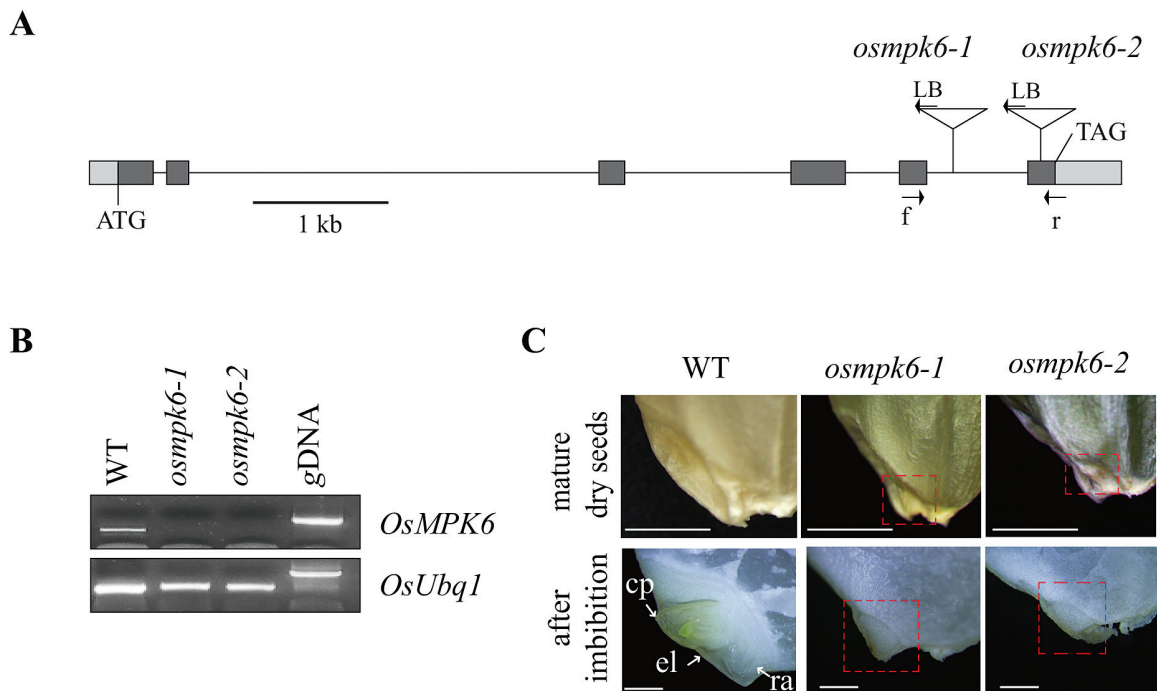 A
osmpk6-1
osmpk6-2
LB
LB
TAG
ATG
1 kb
f
r
B
WT
osmpk6-1
osmpk6-2
gDNA
OsMPK6
OsUbq1
C
WT
osmpk6-1
osmpk6-2
mature
dry seeds
after
imbibition
cp
el
ra